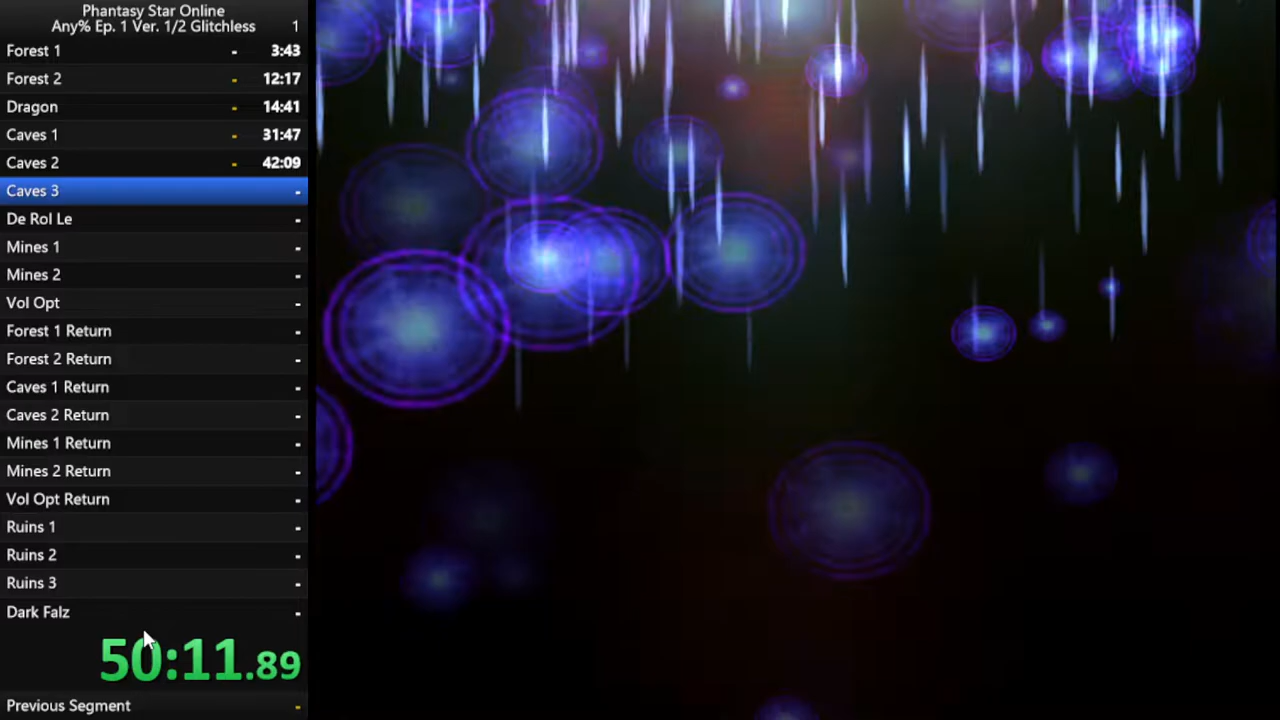 Phantasy Star Online
Any% Ep. 1 Ver. 1/2 Glitchless 1
Forest 1 - 3:43
Forest 2 - 12:17
Dragon - 14:41
Caves 1 - 31:47
Caves 2 - 42:09
Caves 3 -
De Rol Le -
Mines 1 -
Mines 2 -
Vol Opt -
Forest 1 Return -
Forest 2 Return -
Caves 1 Return -
Caves 2 Return -
Mines 1 Return -
Mines 2 Return -
Vol Opt Return -
Ruins 1 -
Ruins 2 -
Ruins 3 -
Dark Falz -
50:11.89
Previous Segment -